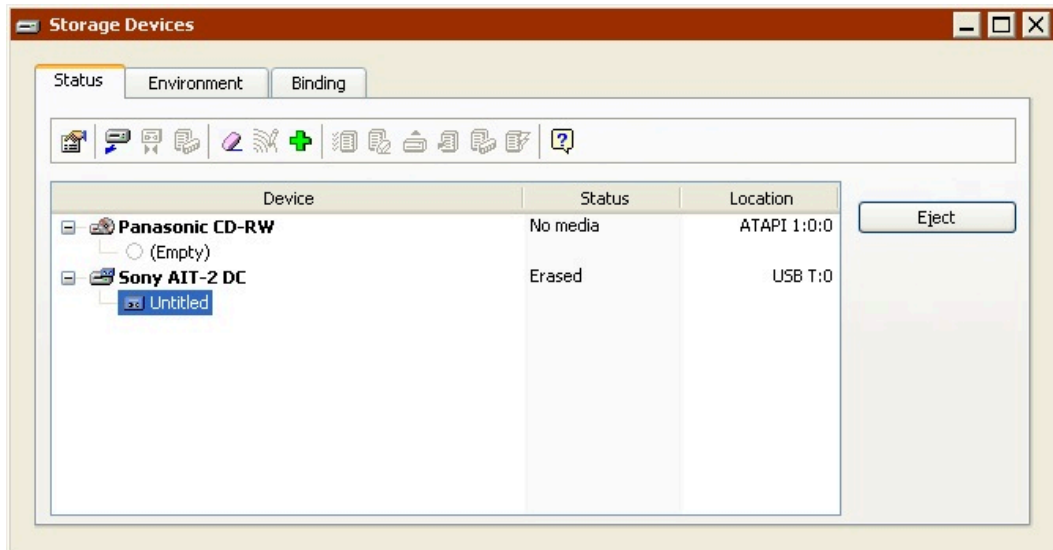 Storage Devices
Status Environment Binding
Device Status Location
Panasonic CD-RW No media ATAPI 1:0:0
Eject
(Empty)
Sony AIT-2 DC Erased USB T:0
Untitled